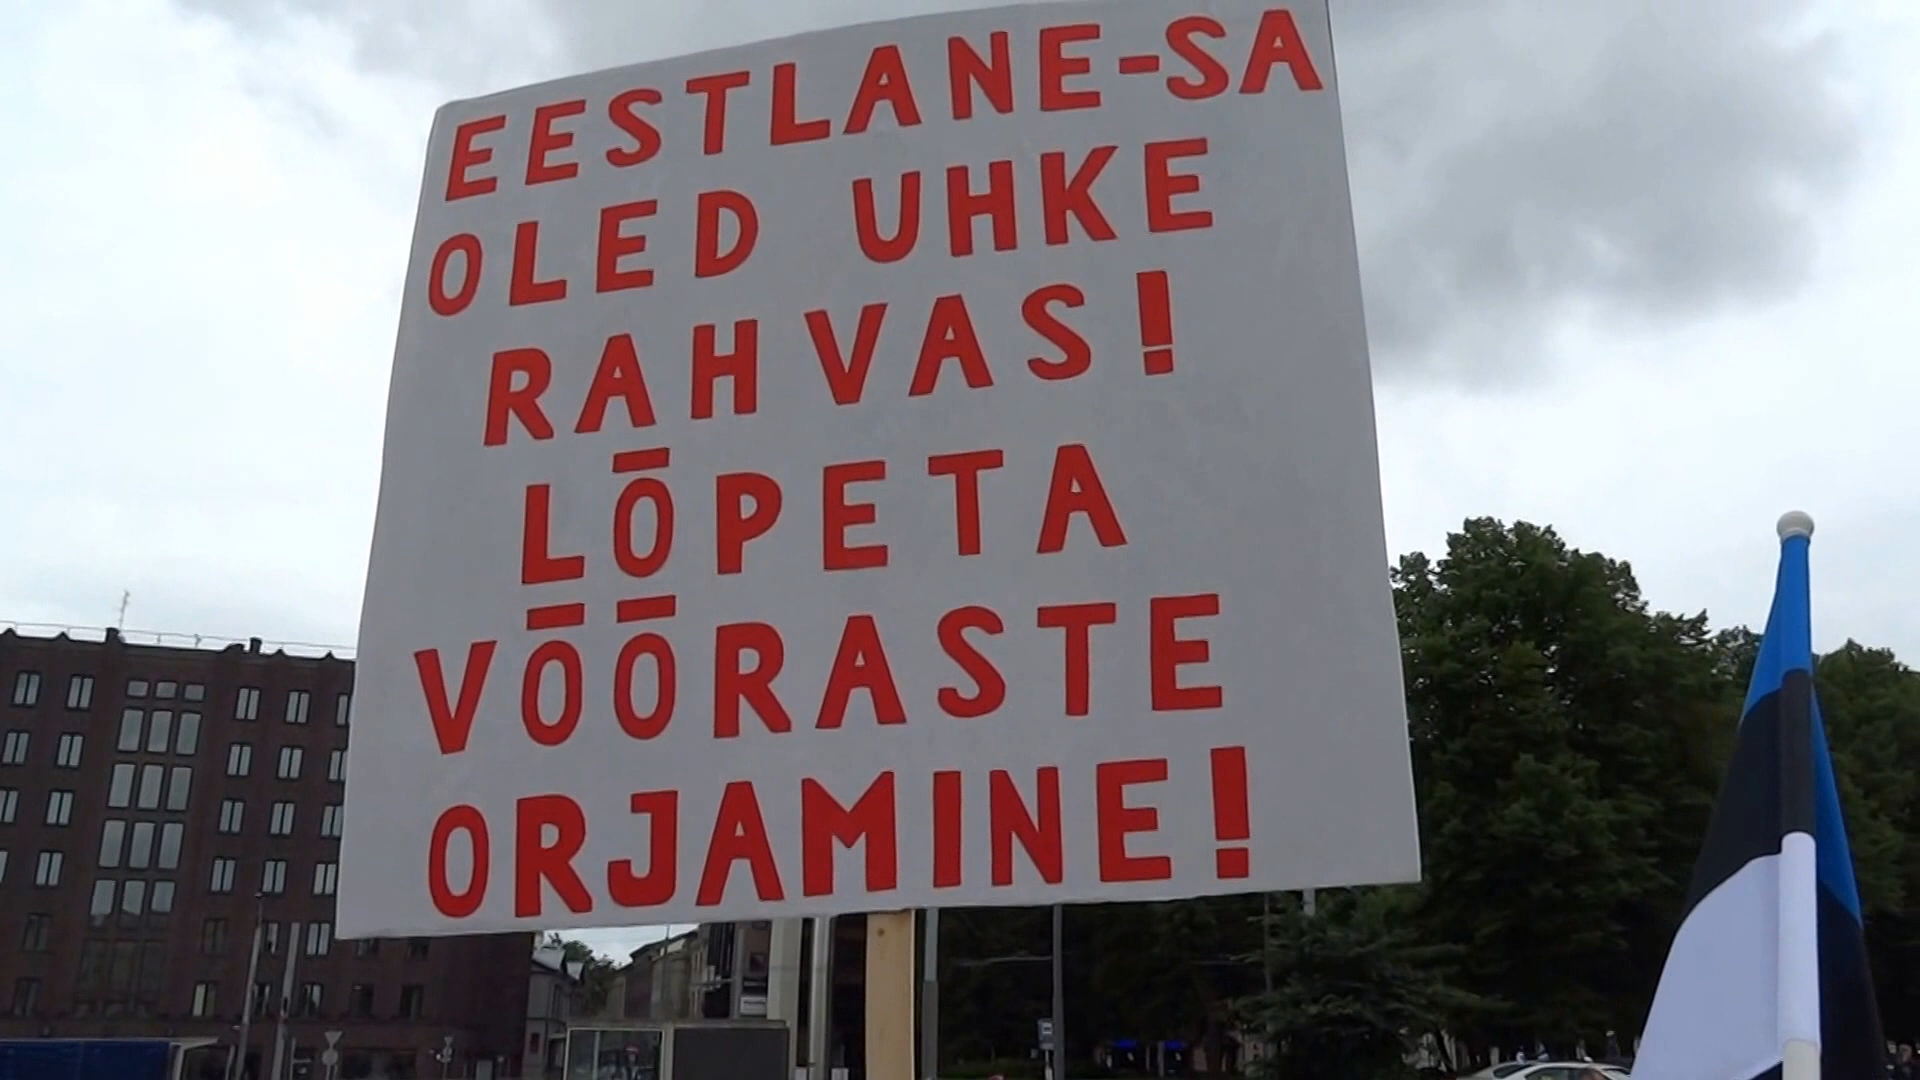 EESTLANE-SA
OLED UHKE
RAHVAS!
LŌPETA
VŌŌRASTE
ORJAMINE!